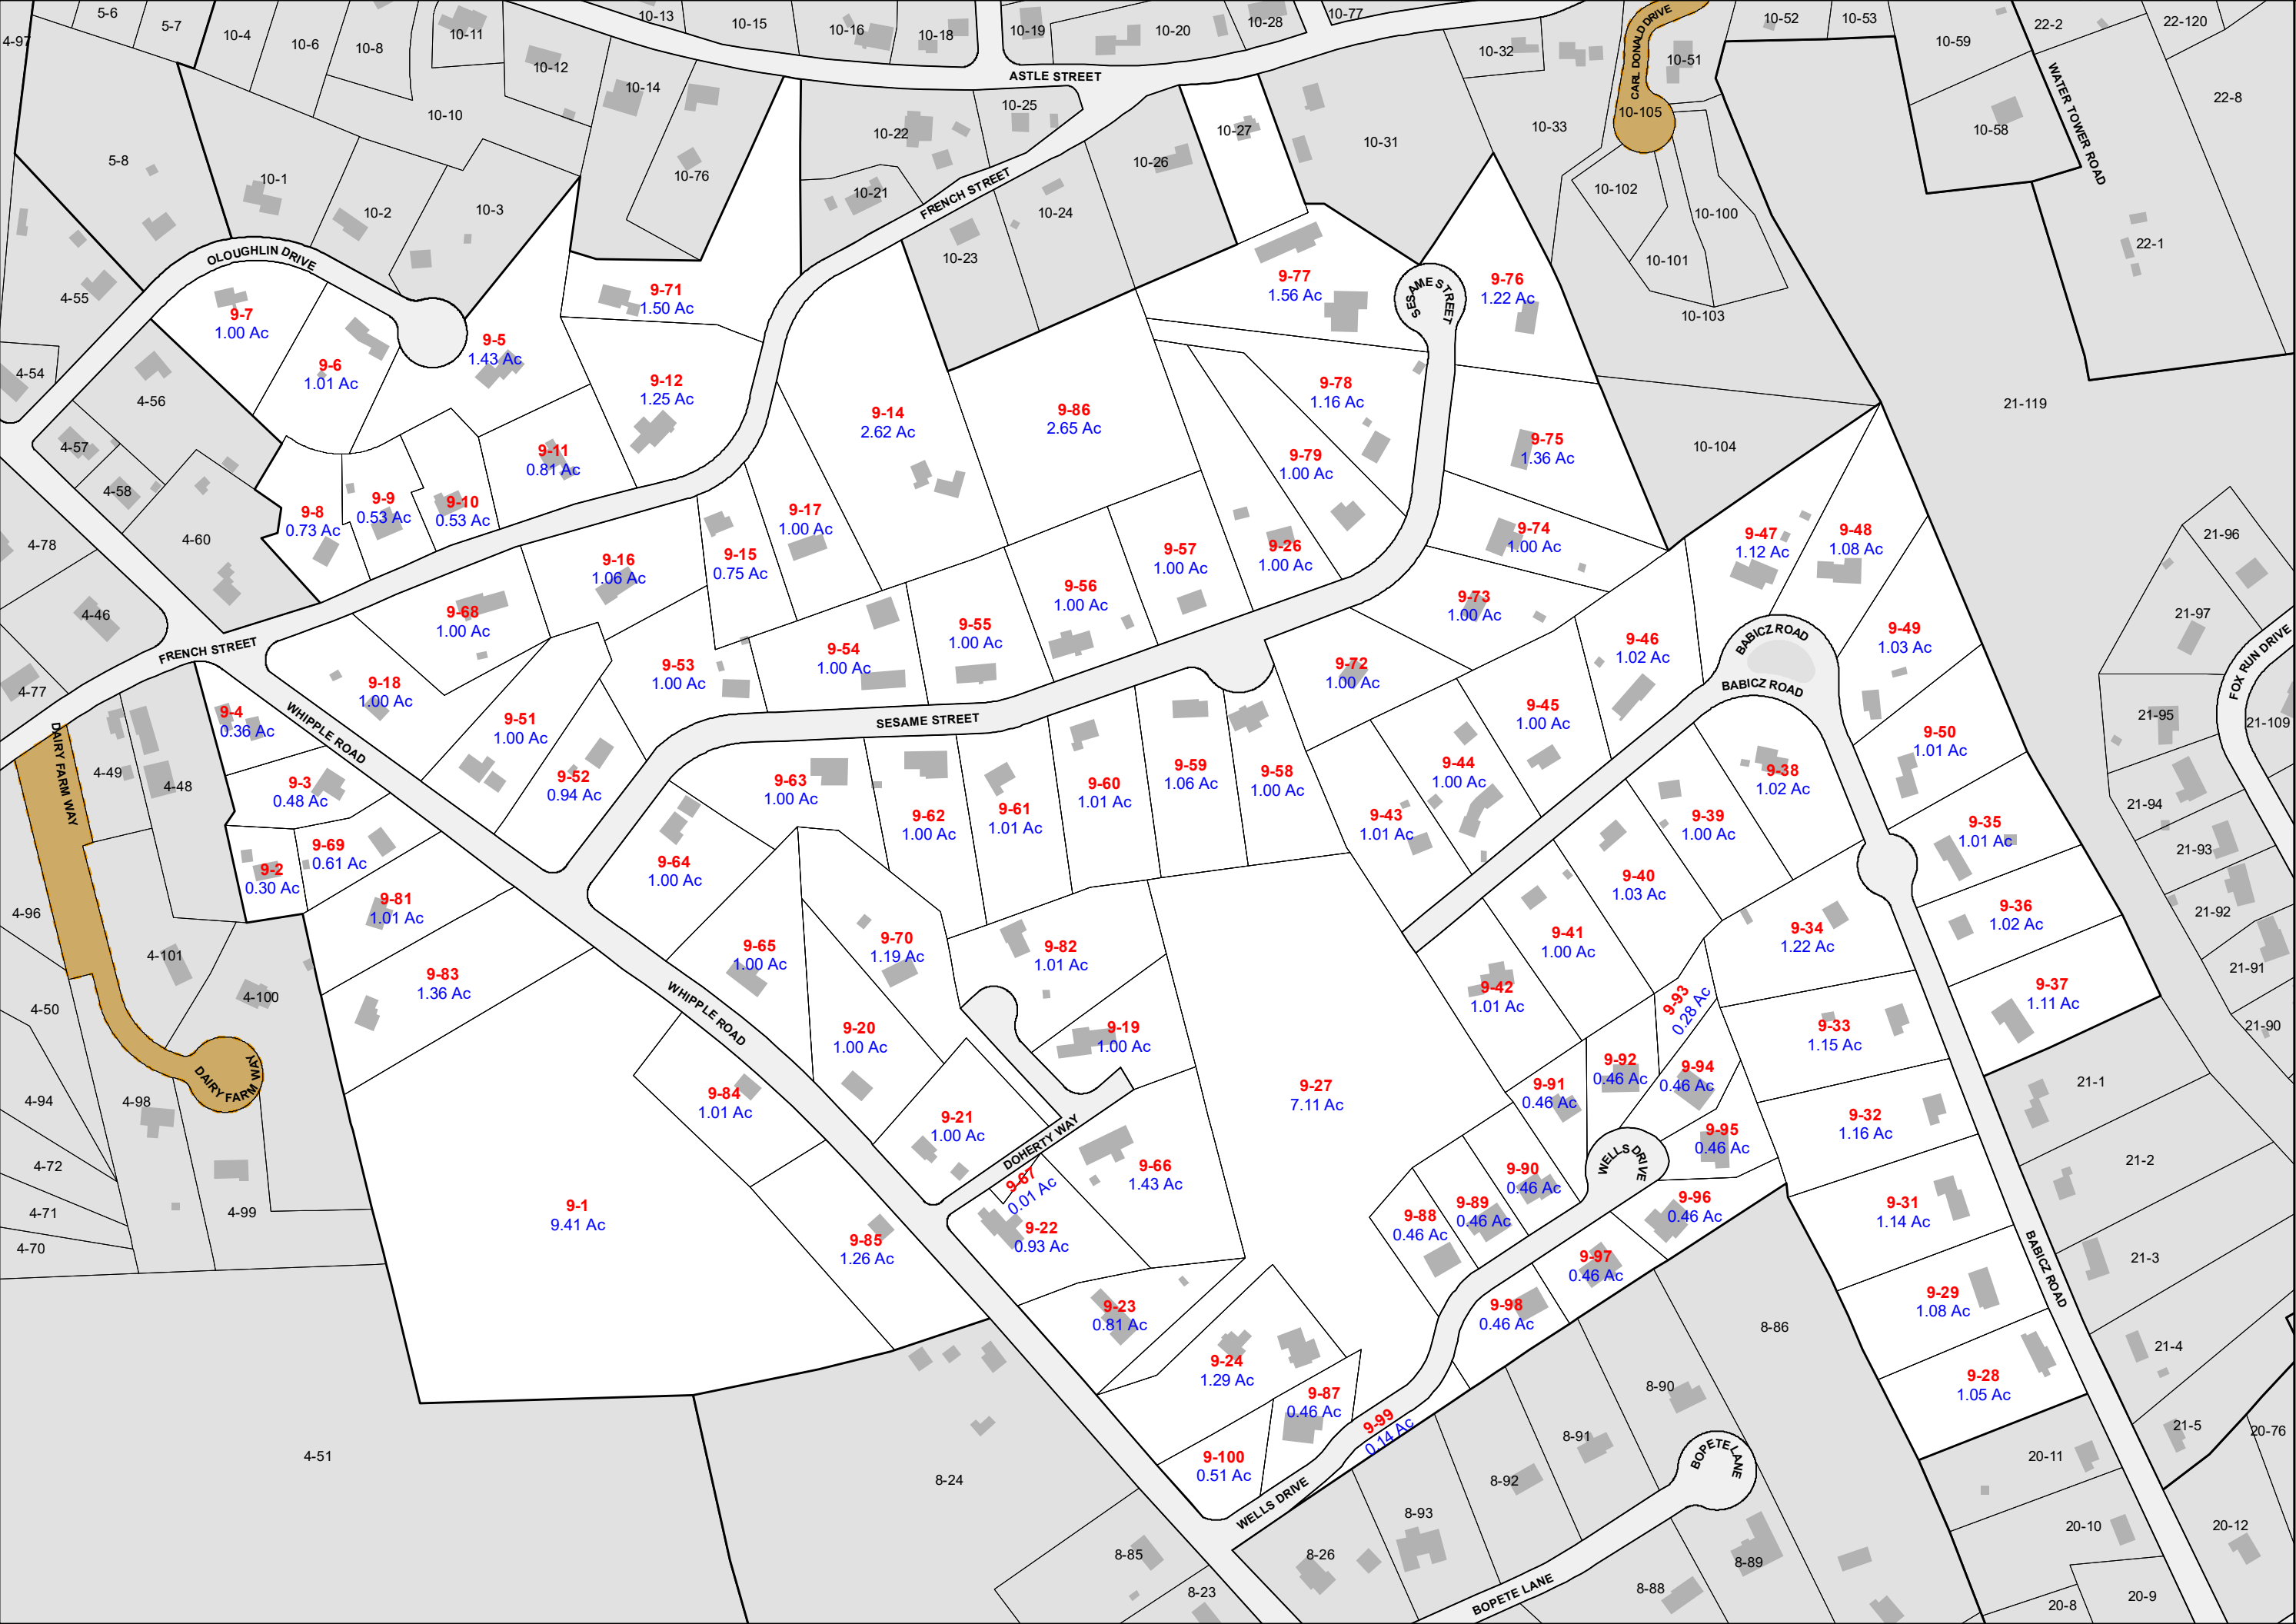 5-6
5-7
4-97
10-4
10-6
10-8
10-11
10-13
10-15
10-16
10-18
10-19
10-20
10-28
10-77
10-32
10-51
10-52
10-53
10-59
22-2
22-120
CARL DONALD DRIVE
10-12
10-14
10-10
ASTLE STREET
10-25
10-22
10-27
10-31
10-33
10-105
10-58
WATER TOWER ROAD
22-8
5-8
10-1
10-2
10-3
10-76
10-21
FRENCH STREET
10-24
10-26
10-102
10-100
10-101
10-103
22-1
OLOUGHLIN DRIVE
10-23
4-55
9-7
1.00 Ac
9-6
1.01 Ac
9-5
1.43 Ac
9-71
1.50 Ac
9-77
1.56 Ac
SESAME STREET
9-76
1.22 Ac
4-54
4-56
9-12
1.25 Ac
9-14
2.62 Ac
9-86
2.65 Ac
9-78
1.16 Ac
21-119
4-57
4-58
9-11
0.81 Ac
9-79
1.00 Ac
9-75
1.36 Ac
10-104
9-8
0.73 Ac
9-9
0.53 Ac
9-10
0.53 Ac
9-17
1.00 Ac
4-78
4-60
9-16
1.06 Ac
9-15
0.75 Ac
9-57
1.00 Ac
9-26
1.00 Ac
9-74
1.00 Ac
9-47
1.12 Ac
9-48
1.08 Ac
21-96
4-46
9-68
1.00 Ac
9-56
1.00 Ac
9-73
1.00 Ac
21-97
FRENCH STREET
9-55
1.00 Ac
9-54
1.00 Ac
9-53
1.00 Ac
9-72
1.00 Ac
9-46
1.02 Ac
BABICZ ROAD
BABICZ ROAD
9-49
1.03 Ac
FOX RUN DRIVE
4-77
9-18
1.00 Ac
9-4
0.36 Ac
WHIPPLE ROAD
9-51
1.00 Ac
SESAME STREET
9-45
1.00 Ac
21-95
21-109
DAIRY FARM WAY
4-49
4-48
9-3
0.48 Ac
9-52
0.94 Ac
9-63
1.00 Ac
9-60
1.01 Ac
9-59
1.06 Ac
9-58
1.00 Ac
9-44
1.00 Ac
9-38
1.02 Ac
9-50
1.01 Ac
21-94
9-62
1.00 Ac
9-61
1.01 Ac
9-43
1.01 Ac
9-39
1.00 Ac
9-35
1.01 Ac
21-93
9-2
0.30 Ac
9-69
0.61 Ac
9-64
1.00 Ac
9-40
1.03 Ac
4-96
9-81
1.01 Ac
9-36
1.02 Ac
21-92
4-101
9-65
1.00 Ac
9-70
1.19 Ac
9-82
1.01 Ac
9-41
1.00 Ac
9-34
1.22 Ac
21-91
4-50
4-100
9-83
1.36 Ac
9-42
1.01 Ac
9-93
0.28 Ac
9-37
1.11 Ac
WHIPPLE ROAD
9-20
1.00 Ac
9-19
1.00 Ac
9-33
1.15 Ac
21-90
DAIRY FARM WAY
4-94
4-98
9-84
1.01 Ac
9-27
7.11 Ac
9-91
0.46 Ac
9-92
0.46 Ac
9-94
0.46 Ac
21-1
9-21
1.00 Ac
DOHERTY WAY
9-95
0.46 Ac
9-32
1.16 Ac
4-72
9-66
1.43 Ac
WELLS DRIVE
9-90
0.46 Ac
21-2
9-67
0.01 Ac
4-71
4-99
9-1
9.41 Ac
9-22
0.93 Ac
9-88
0.46 Ac
9-89
0.46 Ac
9-96
0.46 Ac
9-31
1.14 Ac
4-70
9-85
1.26 Ac
9-97
0.46 Ac
BABICZ ROAD
21-3
9-23
0.81 Ac
9-98
0.46 Ac
9-29
1.08 Ac
8-86
21-4
9-24
1.29 Ac
9-28
1.05 Ac
9-87
0.46 Ac
8-90
9-99
0.14 Ac
21-5
20-76
4-51
9-100
0.51 Ac
8-91
BOPETE LANE
20-11
8-24
WELLS DRIVE
8-92
8-93
20-10
20-12
8-85
8-26
8-89
8-23
BOPETE LANE
8-88
20-8
20-9